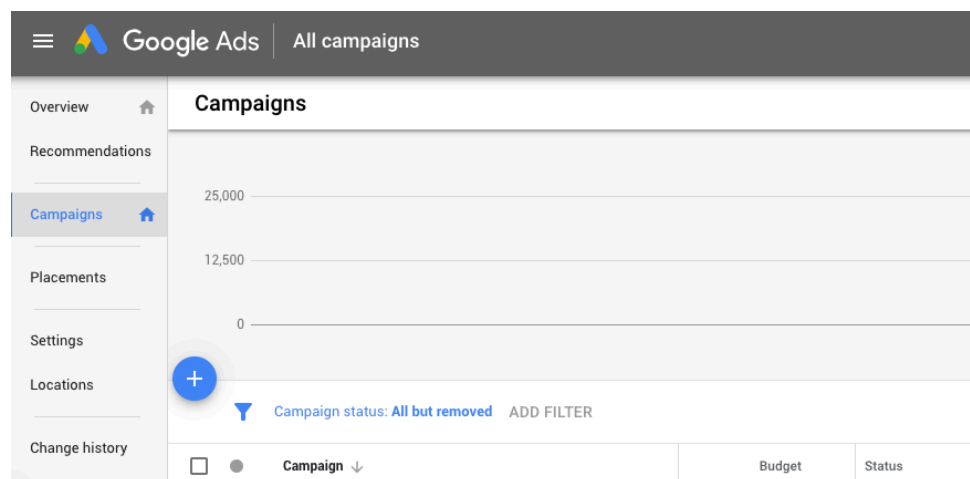 Google Ads All campaigns
Overview
Recommendations
Campaigns
Placements
Settings
Locations
Change history
Campaigns
25,000
12,500
0
Campaign status: All but removed ADD FILTER
Campaign Budget Status